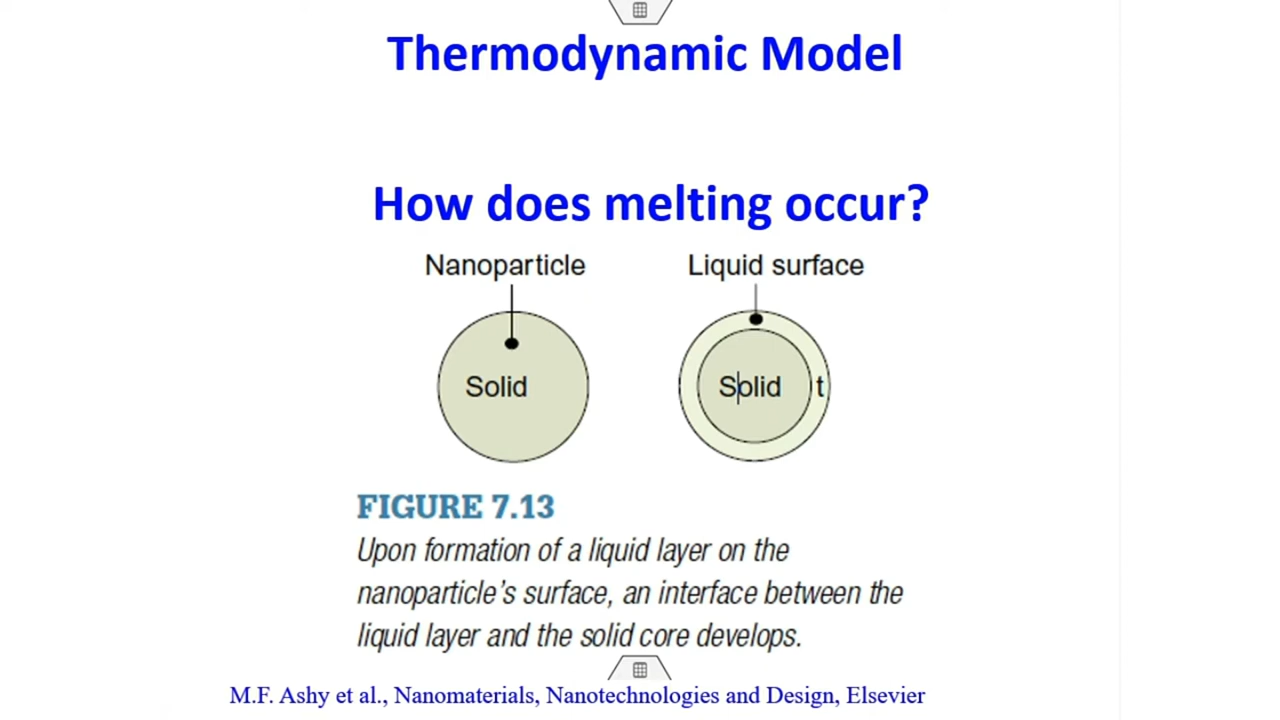 Thermodynamic Model
How does melting occur?
Nanoparticle
Liquid surface
Solid
Solid
t
FIGURE 7.13
Upon formation of a liquid layer on the
nanoparticle's surface, an interface between the
liquid layer and the solid core develops.
M.F. Ashy et al., Nanomaterials, Nanotechnologies and Design, Elsevier